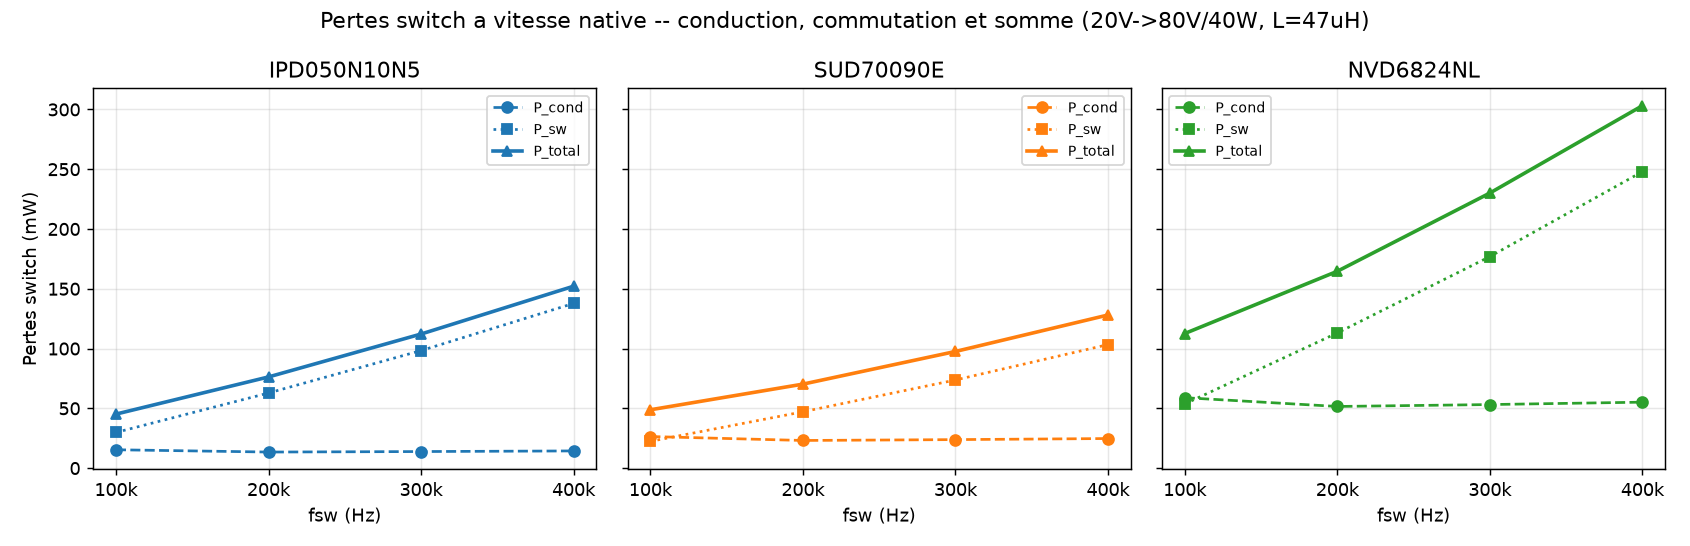 Pertes switch a vitesse native -- conduction, commutation et somme (20V->80V/40W, L=47uH)
IPD050N10N5
SUD70090E
NVD6824NL
Pertes switch (mW)
300
250
200
150
100
50
0
P_cond
P_sw
P_total
P_cond
P_sw
P_total
P_cond
P_sw
P_total
100k 200k 300k 400k
100k 200k 300k 400k
100k 200k 300k 400k
fsw (Hz)
fsw (Hz)
fsw (Hz)